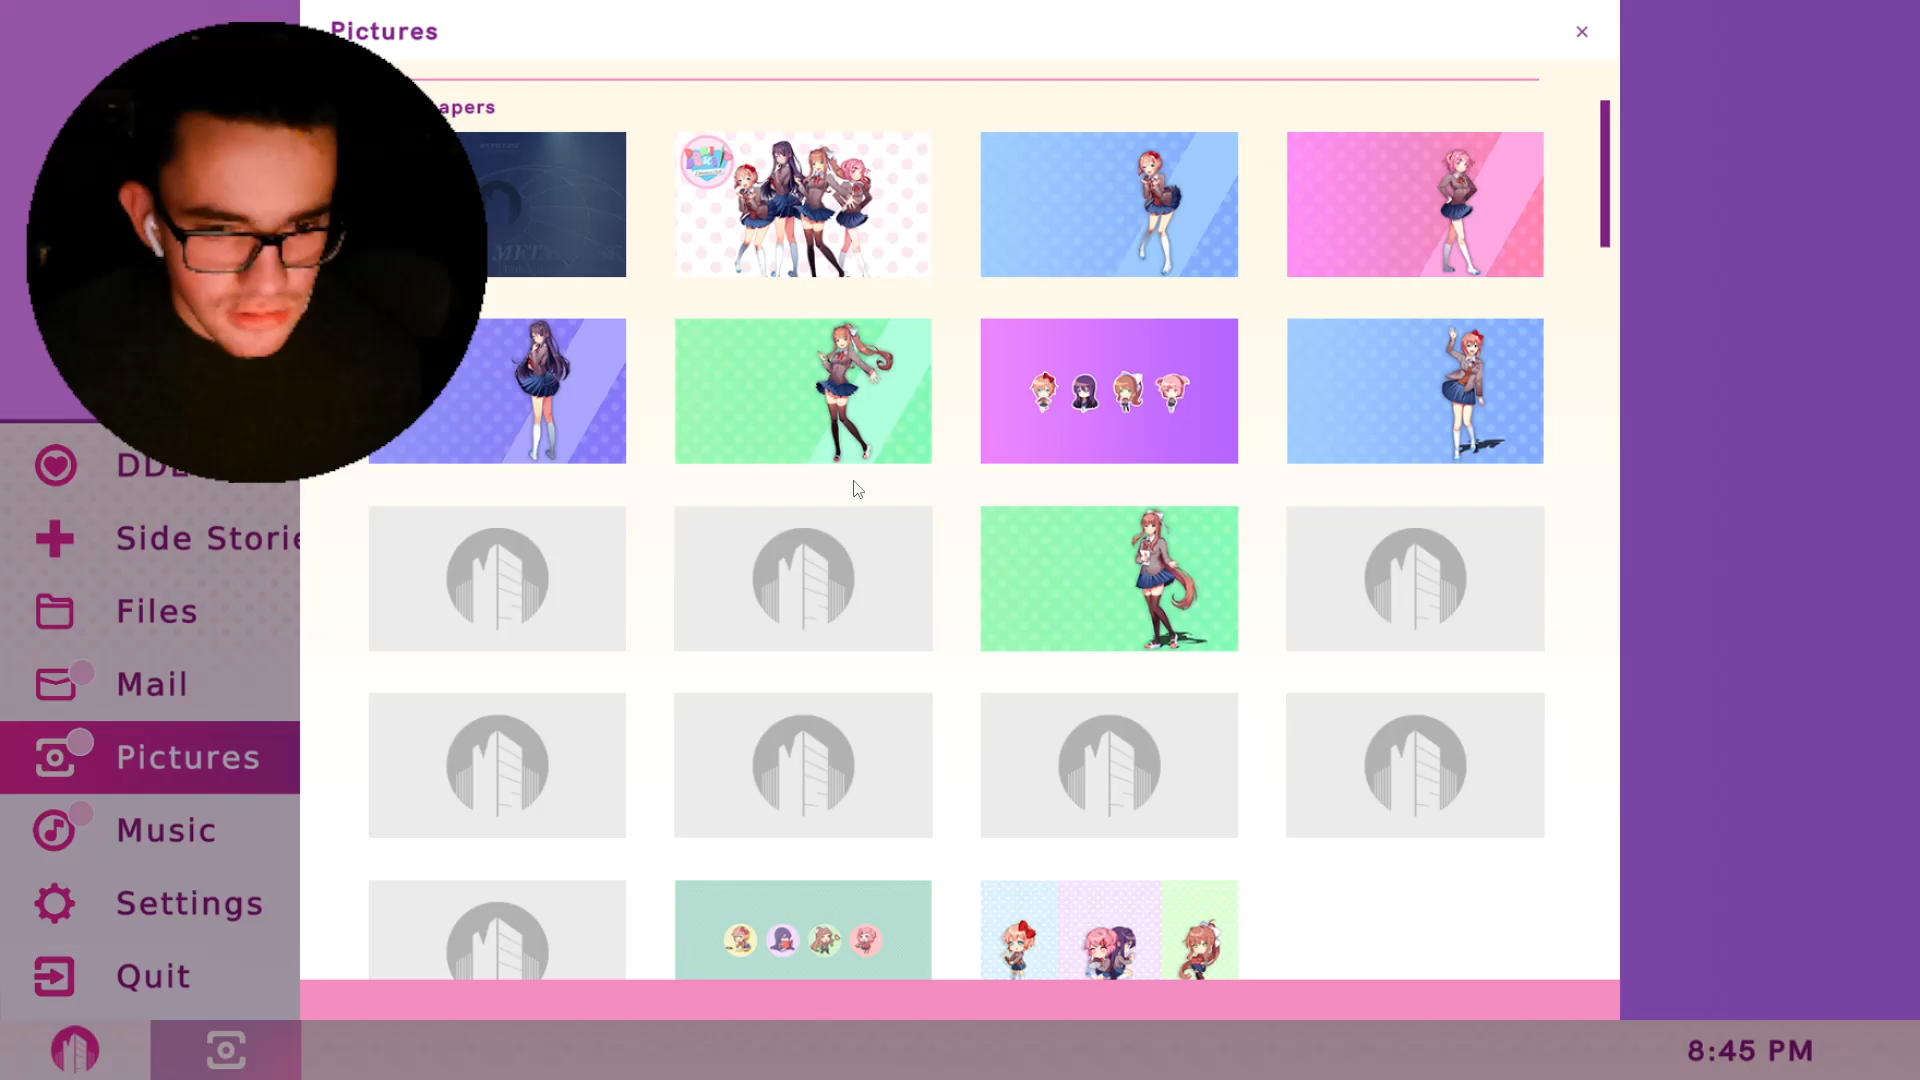 Pictures
apers
Side Storie
Files
Mail
Pictures
Music
Settings
Quit
8:45 PM